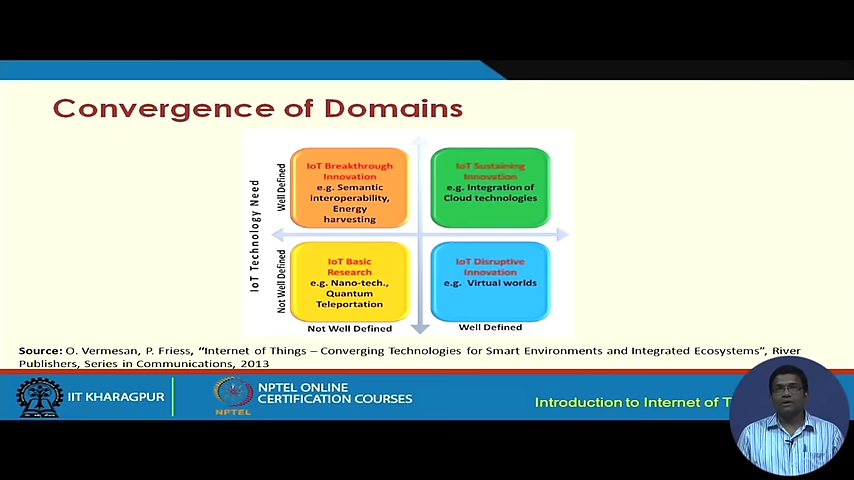 Convergence of Domains
IoT Technology Need
Well Defined
Not Well Defined
IoT Breakthrough
Innovation
e.g. Semantic
interoperability,
Energy
harvesting
IoT Sustaining
Innovation
e.g. Integration of
Cloud technologies
IoT Basic
Research
e.g. Nano-tech.,
Quantum
Teleportation
IoT Disruptive
Innovation
e.g. Virtual worlds
Not Well Defined
Well Defined
Source: O. Vermesan, P. Friess, “Internet of Things – Converging Technologies for Smart Environments and Integrated Ecosystems”, River
Publishers, Series in Communications, 2013
IIT KHARAGPUR
NPTEL
NPTEL ONLINE
CERTIFICATION COURSES
Introduction to Internet of